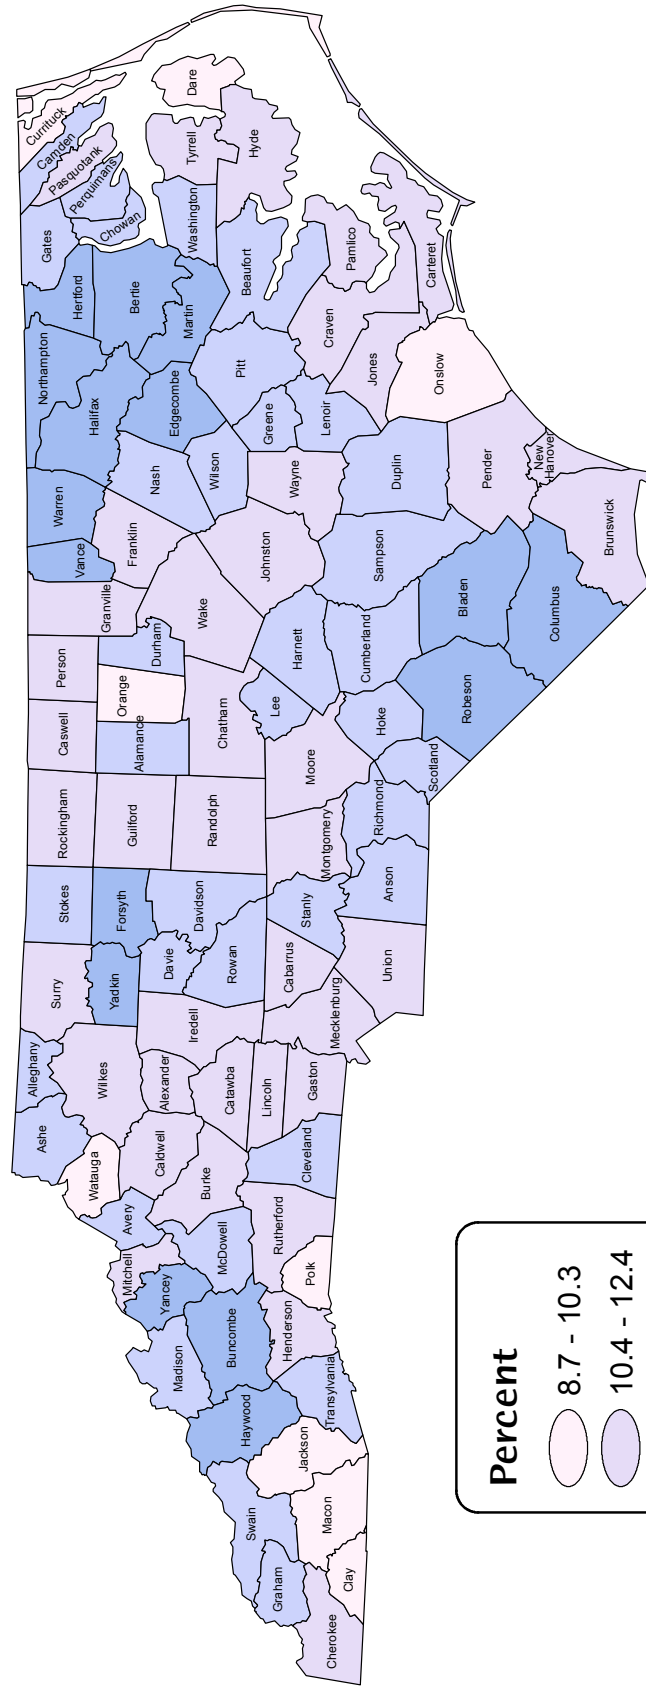 Cherokee
Graham
Clay
Swain
Macon
Jackson
Haywood
Transylvania
Madison
Buncombe
Henderson
Yancey
Mitchell
McDowell
Polk
Rutherford
Avery
Burke
Cleveland
Watauga
Caldwell
Ashe
Alleghany
Wilkes
Alexander
Catawba
Lincoln
Gaston
Surry
Iredell
Mecklenburg
Yadkin
Davie
Rowan
Cabarrus
Union
Stokes
Forsyth
Davidson
Stanly
Anson
Rockingham
Guilford
Randolph
Montgomery
Richmond
Caswell
Alamance
Chatham
Moore
Scotland
Person
Orange
Durham
Lee
Hoke
Robeson
Granville
Wake
Harnett
Cumberland
Bladen
Columbus
Vance
Warren
Franklin
Johnston
Sampson
Brunswick
Northampton
Halifax
Nash
Wilson
Wayne
Duplin
Pender
New
Hanover
Hertford
Edgecombe
Greene
Lenoir
Jones
Onslow
Gates
Bertie
Martin
Pitt
Craven
Carteret
Chowan
Perquimans
Pasquotank
Camden
Currituck
Washington
Beaufort
Pamlico
Tyrrell
Hyde
Dare
Percent
8.7 - 10.3
10.4 - 12.4